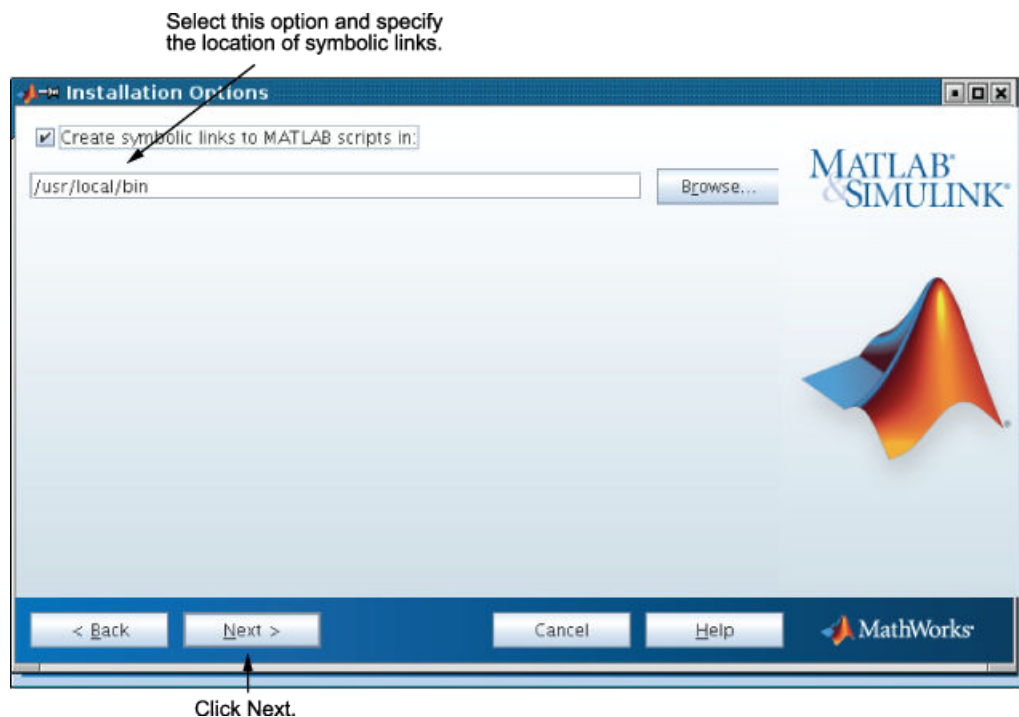 Select this option and specify
the location of symbolic links.
Installation Options
Create symbolic links to MATLAB scripts in:
/usr/local/bin
Browse...
MATLAB®
&SIMULINK®
®
< Back
Next >
Cancel
Help
MathWorks®
Click Next.